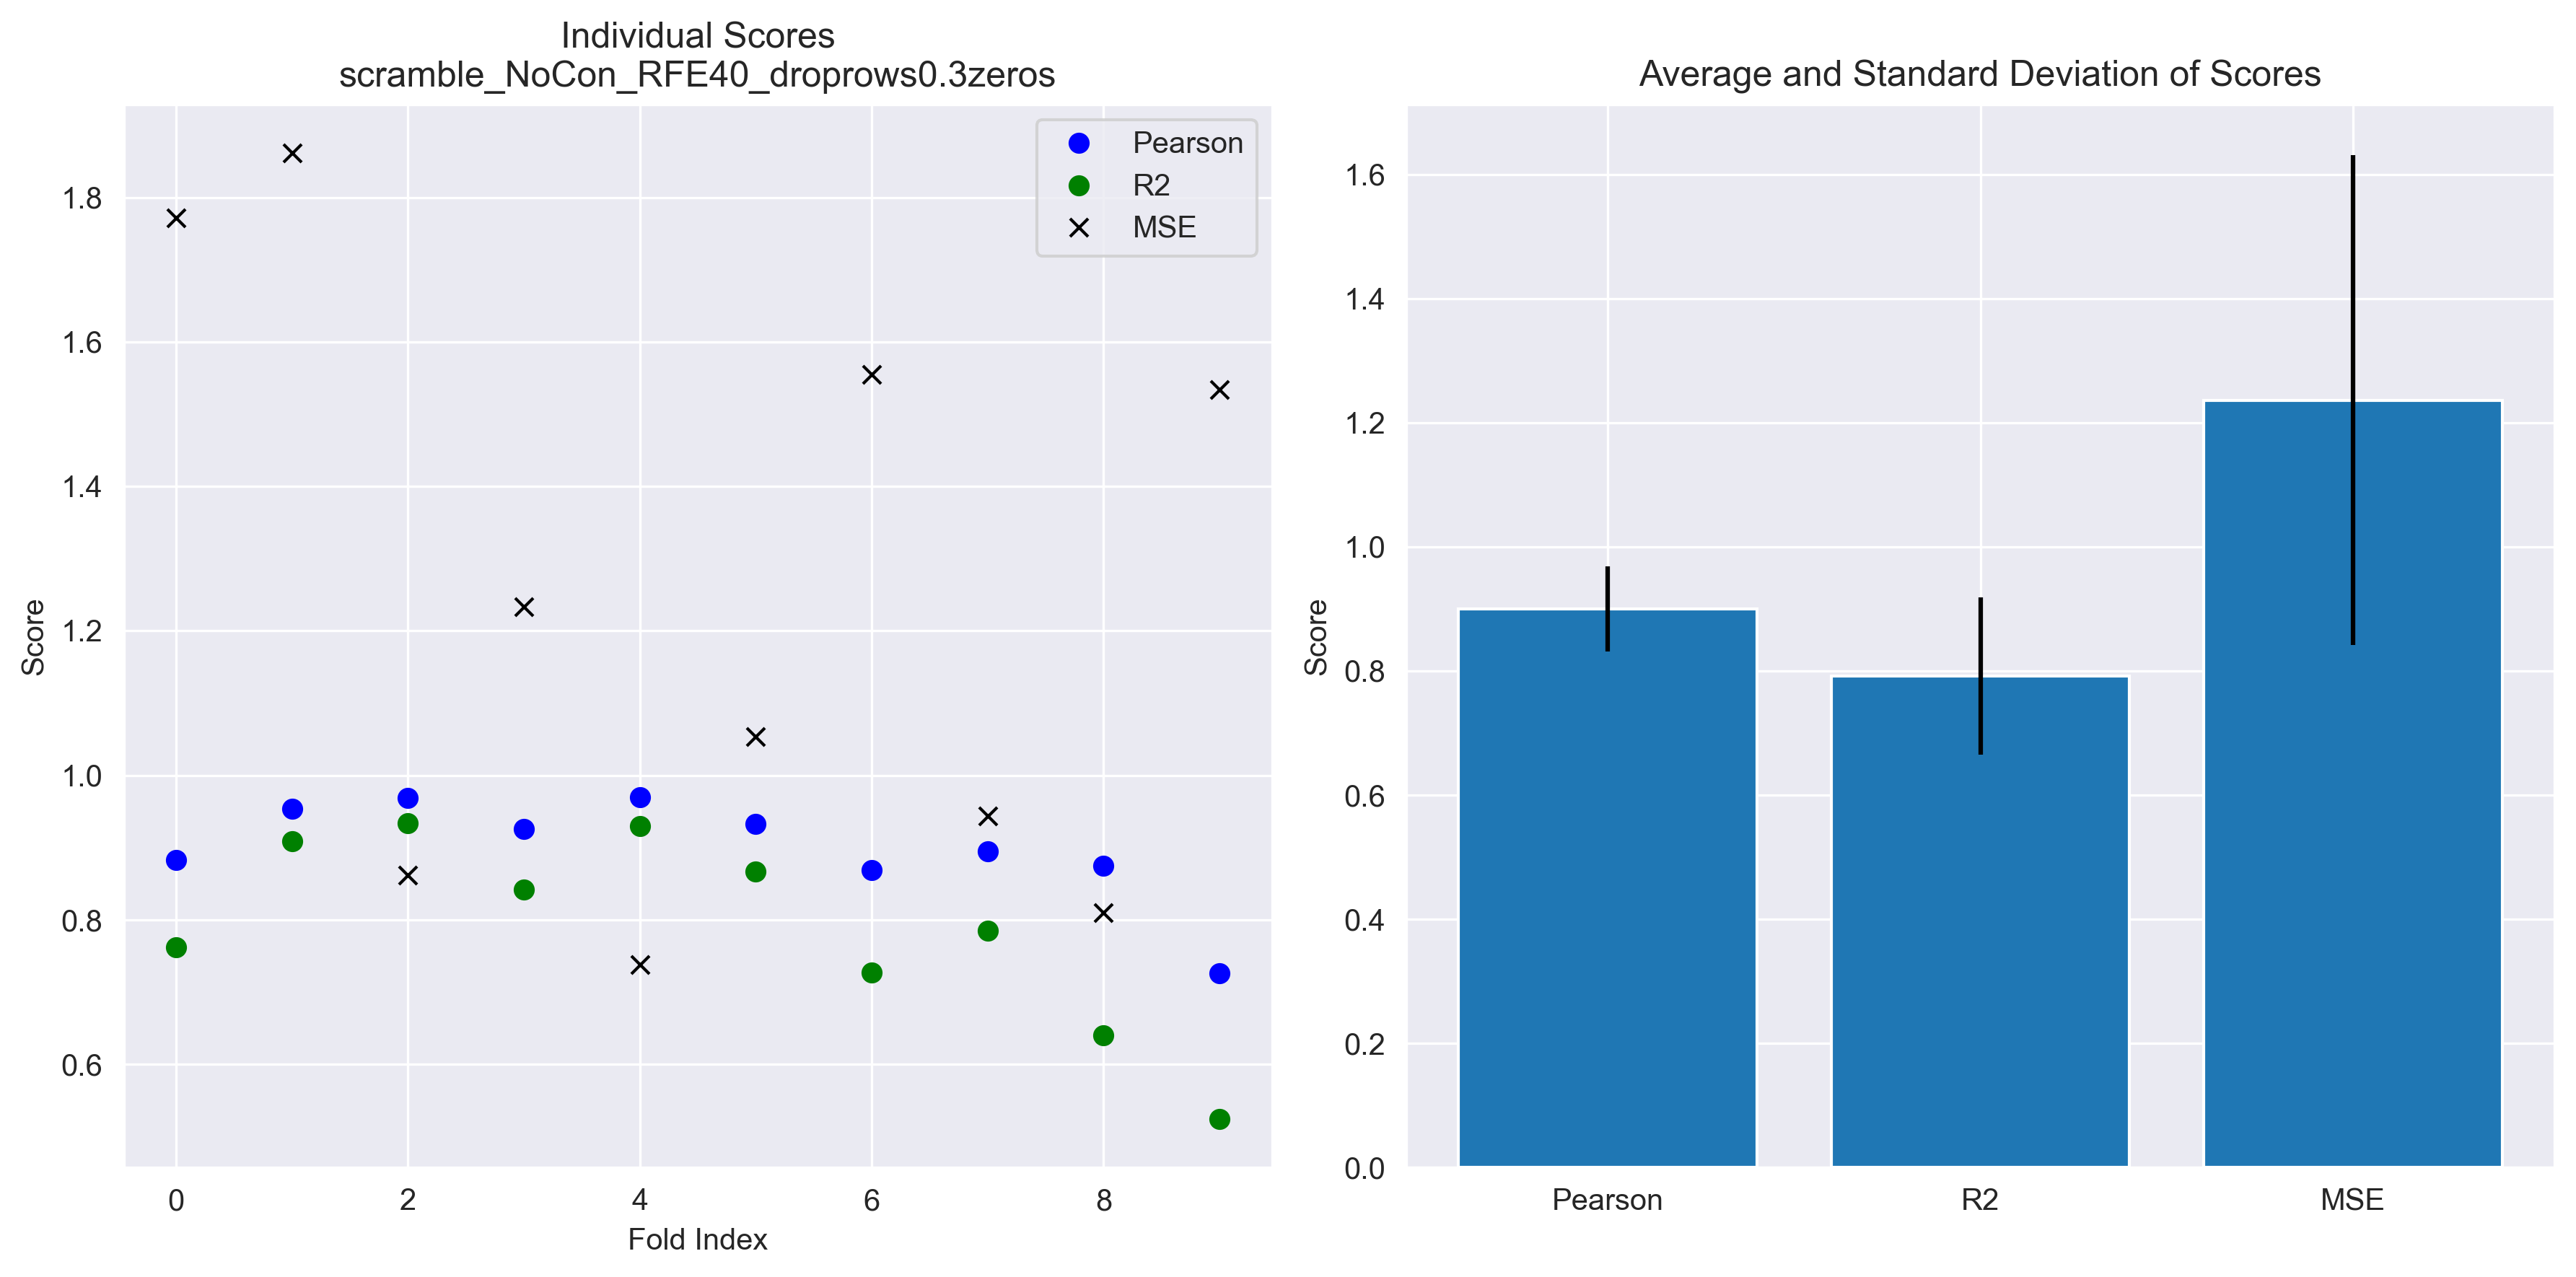 Individual Scores
scramble_NoCon_RFE40_droprows0.3zeros
Pearson
R2
MSE
1.8
1.6
1.4
1.2
1.0
0.8
0.6
Score
0
2
4
6
8
Fold Index
Average and Standard Deviation of Scores
1.6
1.4
1.2
1.0
0.8
0.6
0.4
0.2
0.0
Score
Pearson
R2
MSE